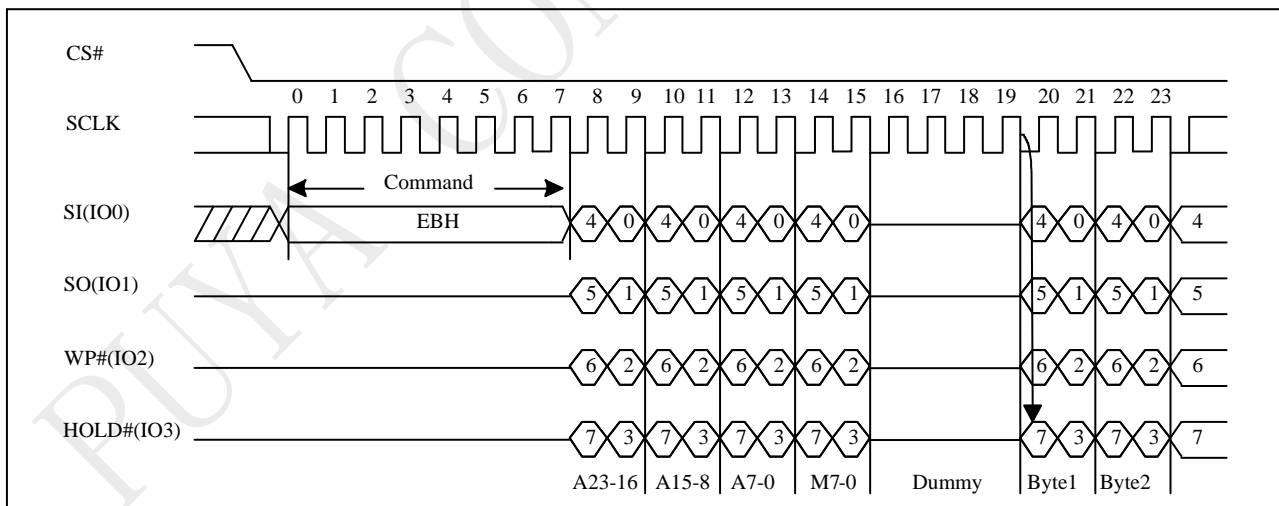 CS#
0 1 2 3 4 5 6 7 8 9 10 11 12 13 14 15 16 17 18 19 20 21 22 23
SCLK
Command
SI(IO0) EBH 4 0 4 0 4 0 4 0 4 0 4 0 4
SO(IO1) 5 1 5 1 5 1 5 1 5 1 5 1 5
WP#(IO2) 6 2 6 2 6 2 6 2 6 2 6 2 6
HOLD#(IO3) 7 3 7 3 7 3 7 3 7 3 7 3 7
A23-16 A15-8 A7-0 M7-0 Dummy Byte1 Byte2